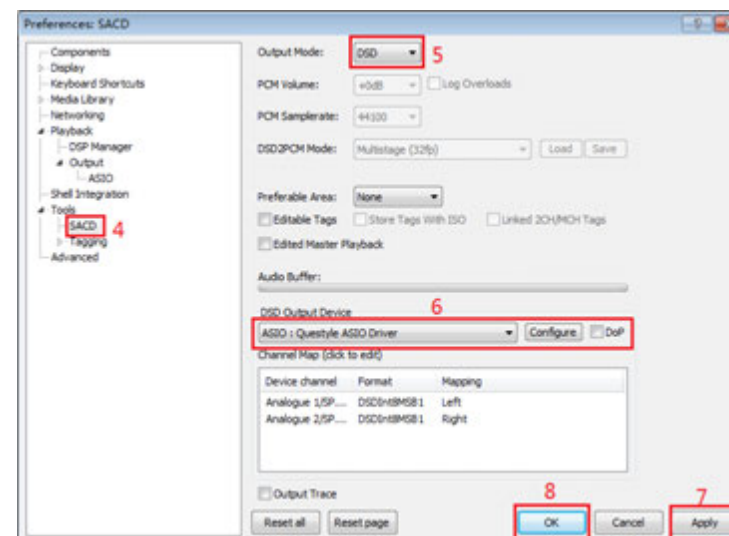 Preferences: SACD
Components
Display
Keyboard Shortcuts
Media Library
Networking
Playback
DSP Manager
Output
ASIO
Shell Integration
Tools
SACD 4
Tagging
Advanced
Output Mode: DSD 5
PCM Volume: +0dB Log Overloads
PCM Samplerate: 44100
DSD2PCM Mode: Multistage (32fp) Load Save
Preferable Area: None
Editable Tags Store Tags With ISO Linked 2CH/MCH Tags
Edited Master Playback
Audio Buffer:
DSD Output Device 6
ASIO : Questyle ASIO Driver Configure DoP
Channel Map (click to edit)
Device channel Format Mapping
Analogue 1/SP.... DSDInt8MSB1 Left
Analogue 2/SP.... DSDInt8MSB1 Right
Output Trace
8 7
Reset all Reset page OK Cancel Apply